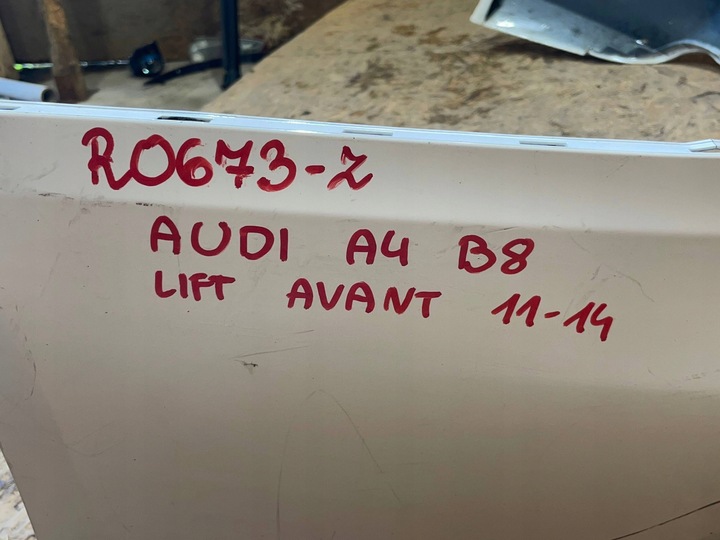 R0673-Z
AUDI A4 B8
LIFT AVANT 11-14